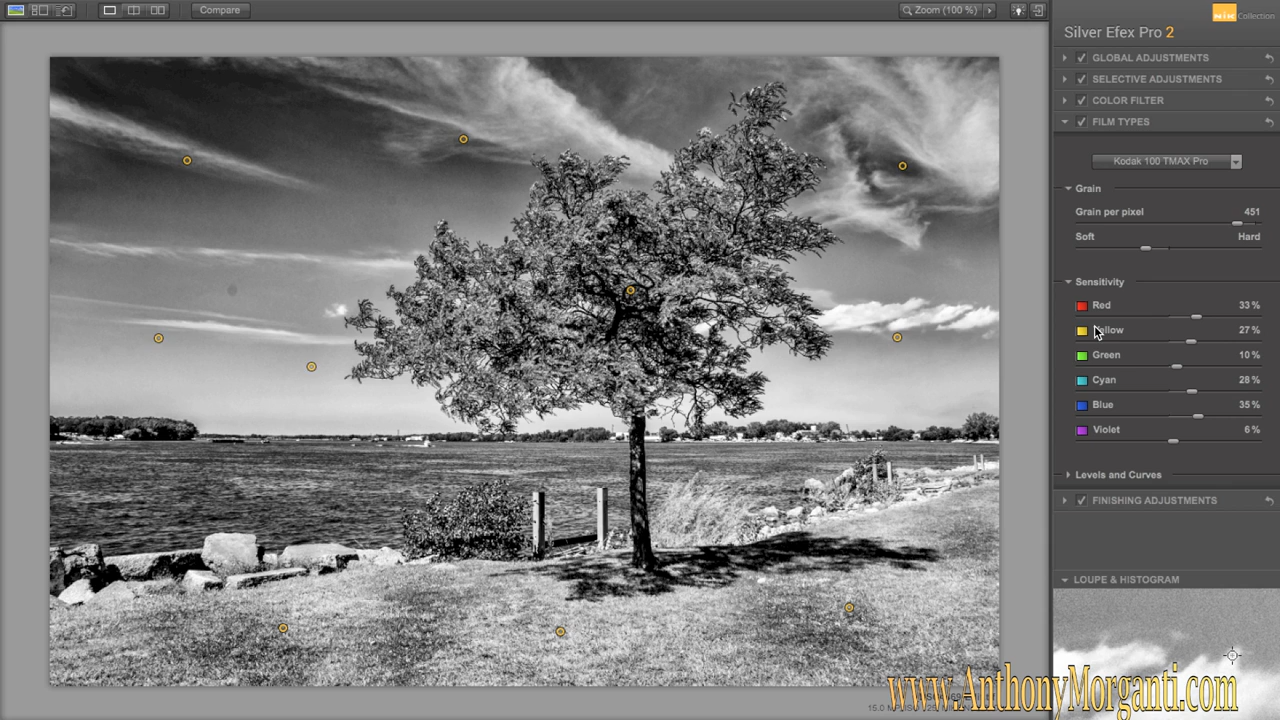 Compare
Zoom (100 %)
Nik Collection
Silver Efex Pro 2
GLOBAL ADJUSTMENTS
SELECTIVE ADJUSTMENTS
COLOR FILTER
FILM TYPES
Kodak 100 TMAX Pro
Grain
Grain per pixel 451
Soft Hard
Sensitivity
Red 33 %
Yellow 27 %
Green 10 %
Cyan 28 %
Blue 35 %
Violet 6 %
Levels and Curves
FINISHING ADJUSTMENTS
LOUPE & HISTOGRAM
www.AnthonyMorganti.com